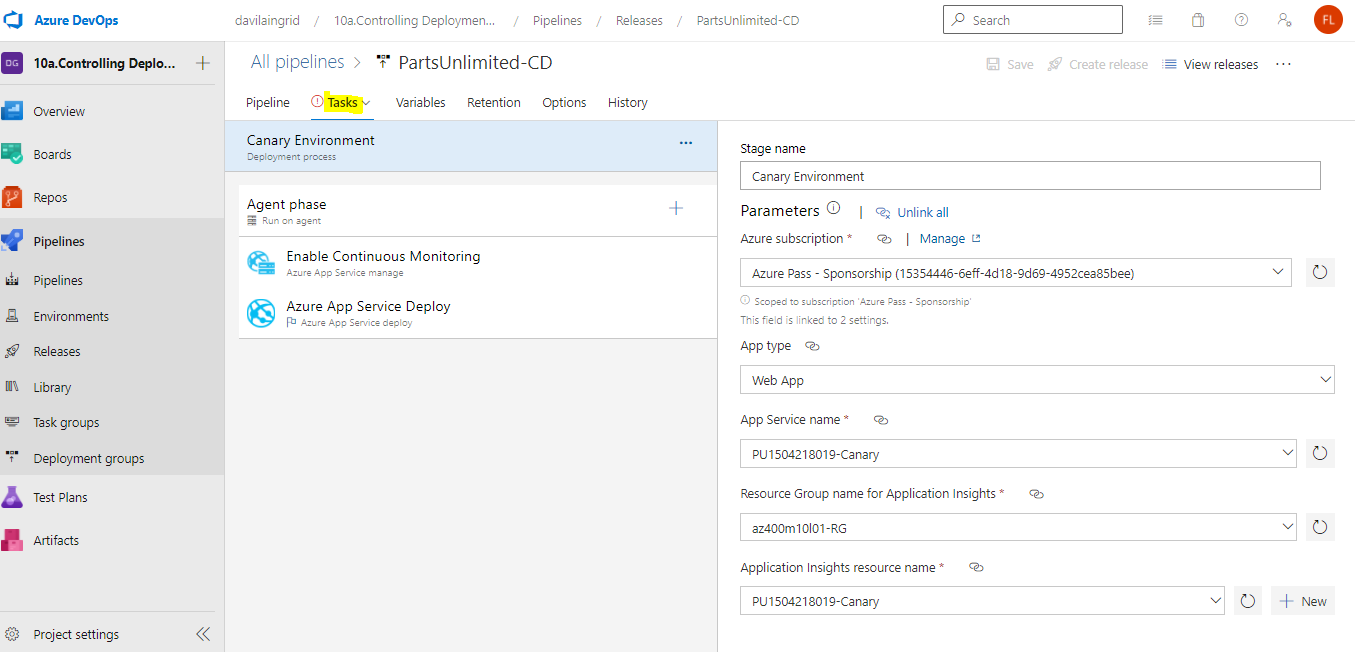 Azure DevOps
davilaingrid / 10a.Controlling Deploymen... / Pipelines / Releases / PartsUnlimited-CD
Search
FL
DG 10a.Controlling Deplo...
Overview
Boards
Repos
Pipelines
Pipelines
Environments
Releases
Library
Task groups
Deployment groups
Test Plans
Artifacts
Project settings
All pipelines > PartsUnlimited-CD
Save Create release View releases ...
Pipeline Tasks Variables Retention Options History
Canary Environment
Deployment process
Agent phase
Run on agent
Enable Continuous Monitoring
Azure App Service manage
Azure App Service Deploy
Azure App Service deploy
Stage name
Canary Environment
Parameters | Unlink all
Azure subscription * | Manage
Azure Pass - Sponsorship (15354446-6eff-4d18-9d69-4952cea85bee)
Scoped to subscription 'Azure Pass - Sponsorship'
This field is linked to 2 settings.
App type
Web App
App Service name *
PU1504218019-Canary
Resource Group name for Application Insights *
az400m10l01-RG
Application Insights resource name *
PU1504218019-Canary
New